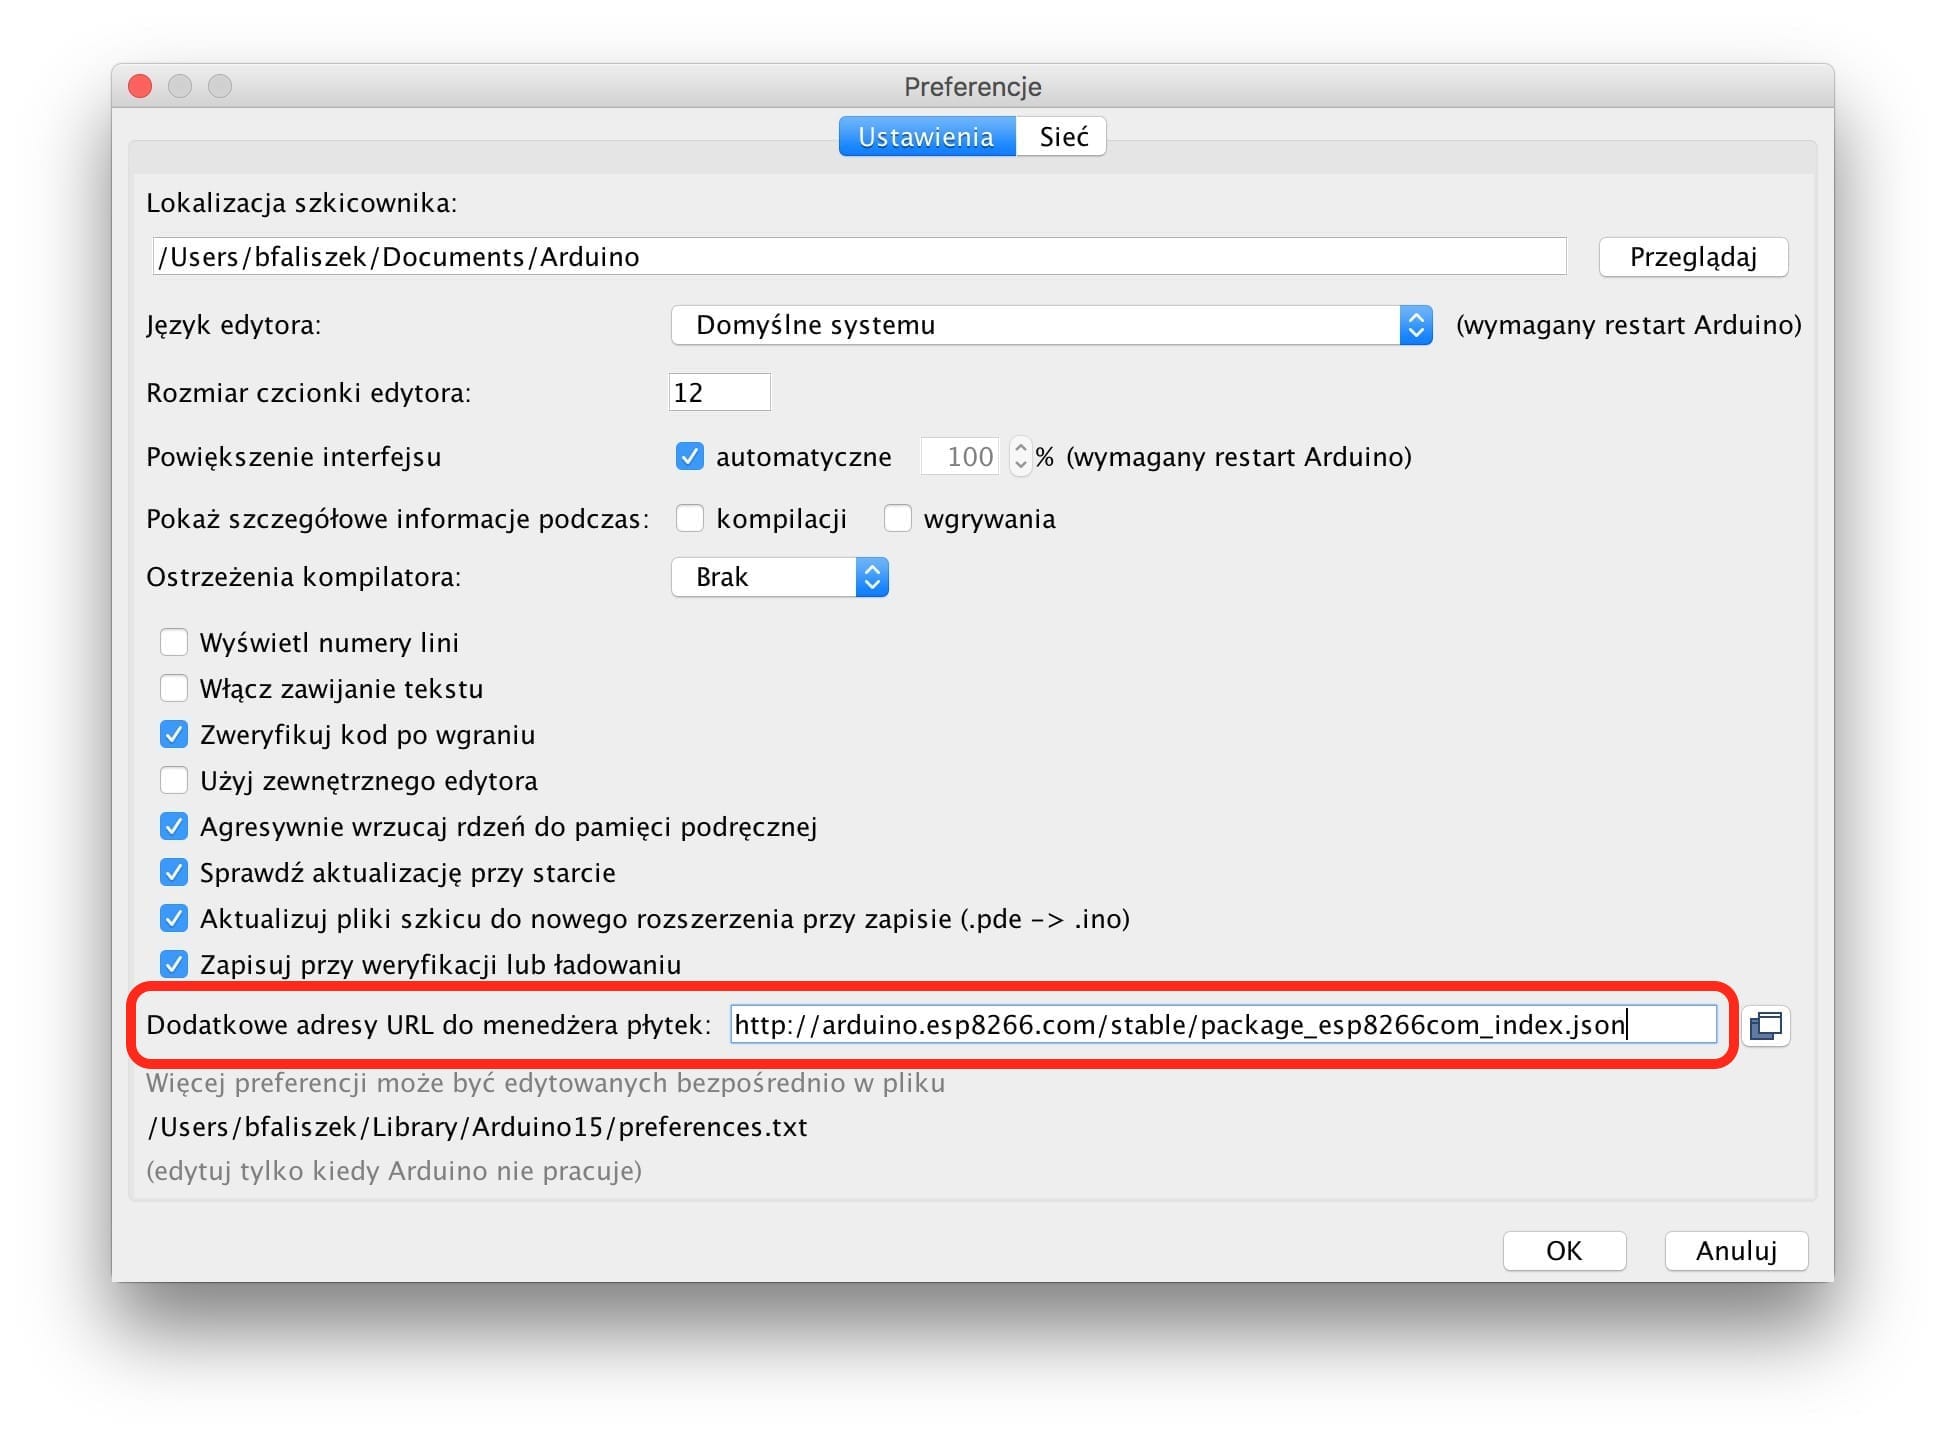 Preferencje
Ustawienia Sieć
Lokalizacja szkicownika:
/Users/bfaliszek/Documents/Arduino Przeglądaj
Język edytora: Domyślne systemu (wymagany restart Arduino)
Rozmiar czcionki edytora: 12
Powiększenie interfejsu automatyczne 100 % (wymagany restart Arduino)
Pokaż szczegółowe informacje podczas: kompilacji wgrywania
Ostrzeżenia kompilatora: Brak
Wyświetl numery lini
Włącz zawijanie tekstu
Zweryfikuj kod po wgraniu
Użyj zewnętrznego edytora
Agresywnie wrzucaj rdzeń do pamięci podręcznej
Sprawdź aktualizację przy starcie
Aktualizuj pliki szkicu do nowego rozszerzenia przy zapisie (.pde -> .ino)
Zapisuj przy weryfikacji lub ładowaniu
Dodatkowe adresy URL do menedżera płytek: http://arduino.esp8266.com/stable/package_esp8266com_index.json
Więcej preferencji może być edytowanych bezpośrednio w pliku
/Users/bfaliszek/Library/Arduino15/preferences.txt
(edytuj tylko kiedy Arduino nie pracuje)
OK Anuluj